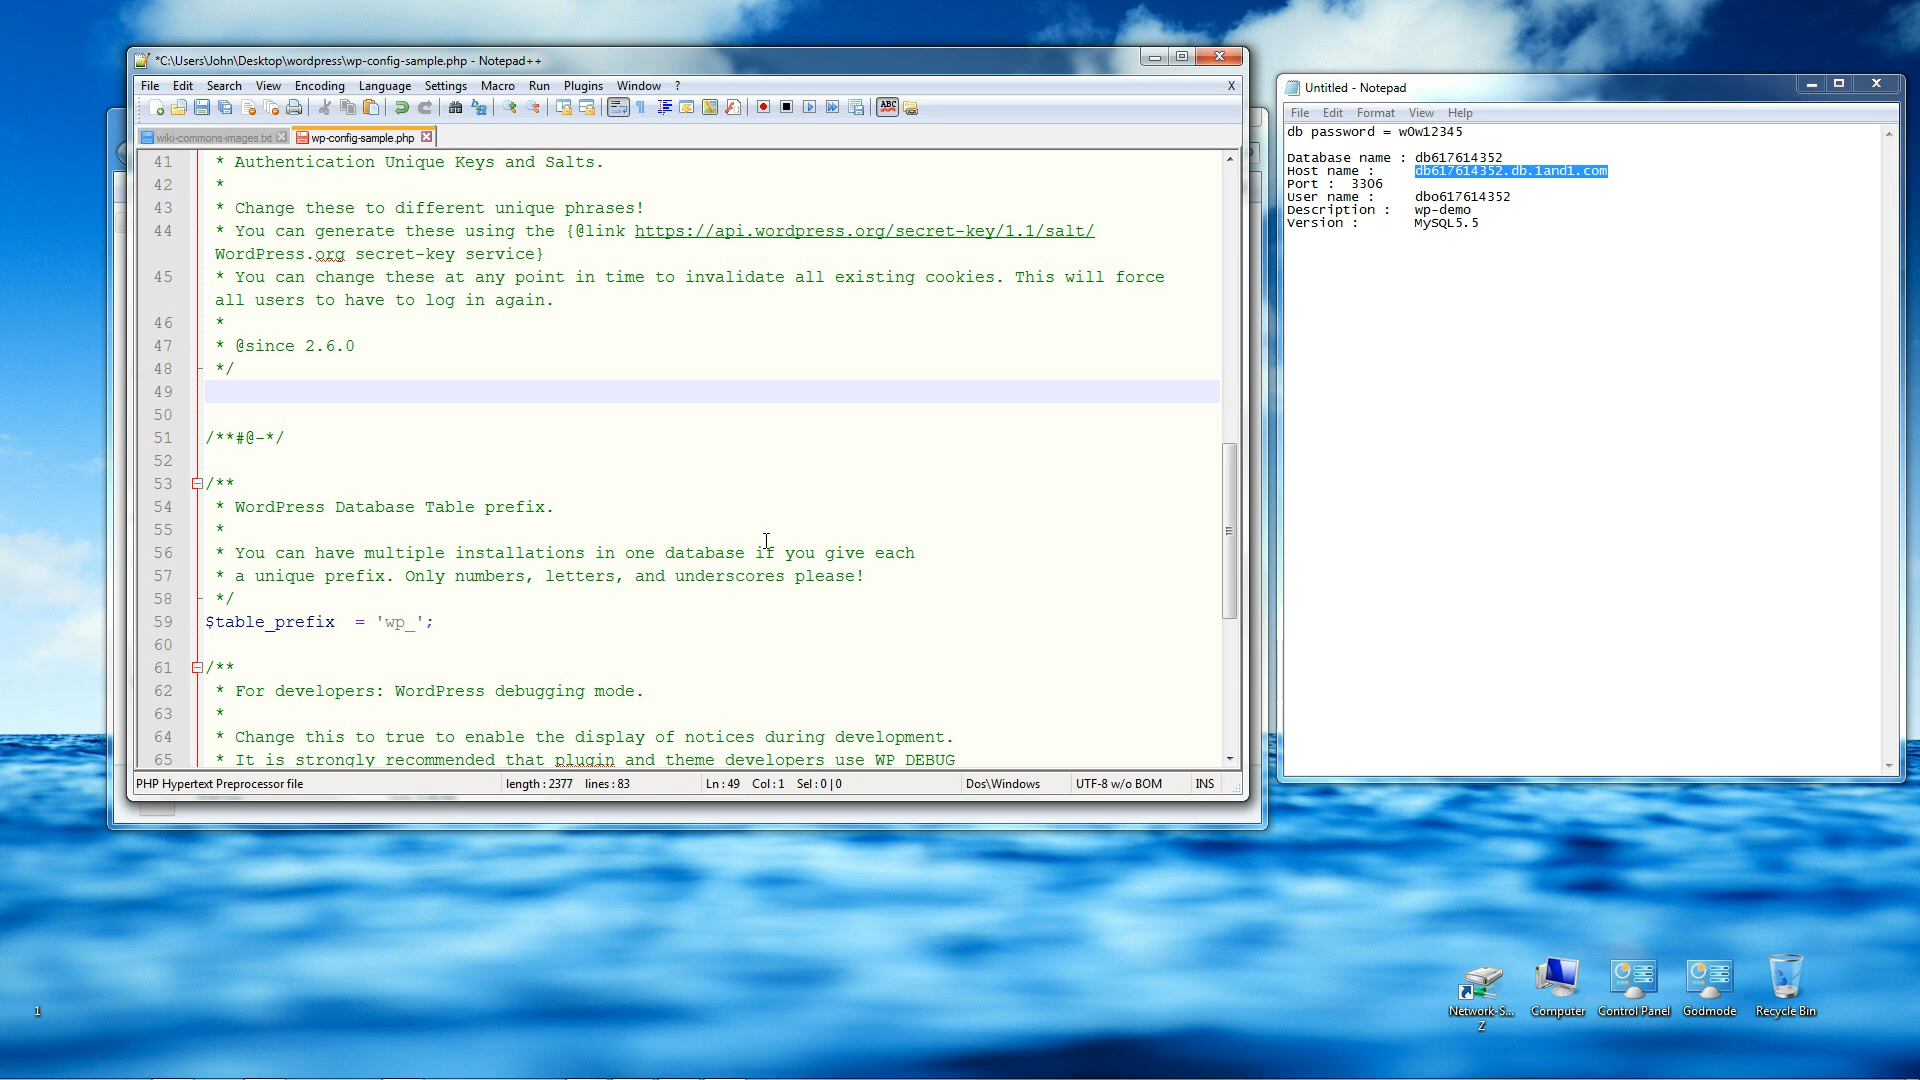 *C:\Users\John\Desktop\wordpress\wp-config-sample.php - Notepad++
File Edit Search View Encoding Language Settings Macro Run Plugins Window ? X
wiki-commons-images.txt wp-config-sample.php
41 * Authentication Unique Keys and Salts.
42 *
43 * Change these to different unique phrases!
44 * You can generate these using the {@link https://api.wordpress.org/secret-key/1.1/salt/
WordPress.org secret-key service}
45 * You can change these at any point in time to invalidate all existing cookies. This will force
all users to have to log in again.
46 *
47 * @since 2.6.0
48 */
49
50
51 /**#@-*/
52
53 /**
54 * WordPress Database Table prefix.
55 *
56 * You can have multiple installations in one database if you give each
57 * a unique prefix. Only numbers, letters, and underscores please!
58 */
59 $table_prefix  = 'wp_';
60
61 /**
62 * For developers: WordPress debugging mode.
63 *
64 * Change this to true to enable the display of notices during development.
65 * It is strongly recommended that plugin and theme developers use WP_DEBUG
PHP Hypertext Preprocessor file length : 2377 lines : 83 Ln : 49 Col : 1 Sel : 0 | 0 Dos\Windows UTF-8 w/o BOM INS
Untitled - Notepad
File Edit Format View Help
db password = w0w12345
Database name : db617614352
Host name : db617614352.db.1and1.com
Port : 3306
User name : dbo617614352
Description : wp-demo
Version : MySQL5.5
1
Network-S...
Z
Computer
Control Panel
Godmode
Recycle Bin